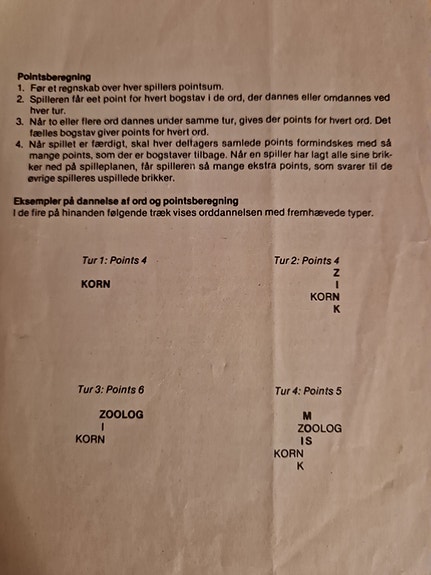 Pointsberegning
1. Før et regnskab over hver spillers pointsum.
2. Spilleren får eet point for hvert bogstav i de ord, der dannes eller omdannes ved
hver tur.
3. Når to eller flere ord dannes under samme tur, gives der points for hvert ord. Det
fælles bogstav giver points for hvert ord.
4. Når spillet er færdigt, skal hver deltagers samlede points formindskes med så
mange points, som der er bogstaver tilbage. Når en spiller har lagt alle sine brik-
ker ned på spilleplanen, får spilleren så mange ekstra points, som svarer til de
øvrige spilleres uspillede brikker.
Eksempler på dannelse af ord og pointsberegning
I de fire på hinanden følgende træk vises orddannelsen med fremhævede typer.
Tur 1: Points 4
KORN
Tur 2: Points 4
Z
I
KORN
K
Tur 3: Points 6
ZOOLOG
I
KORN
Tur 4: Points 5
M
ZOOLOG
IS
KORN
K